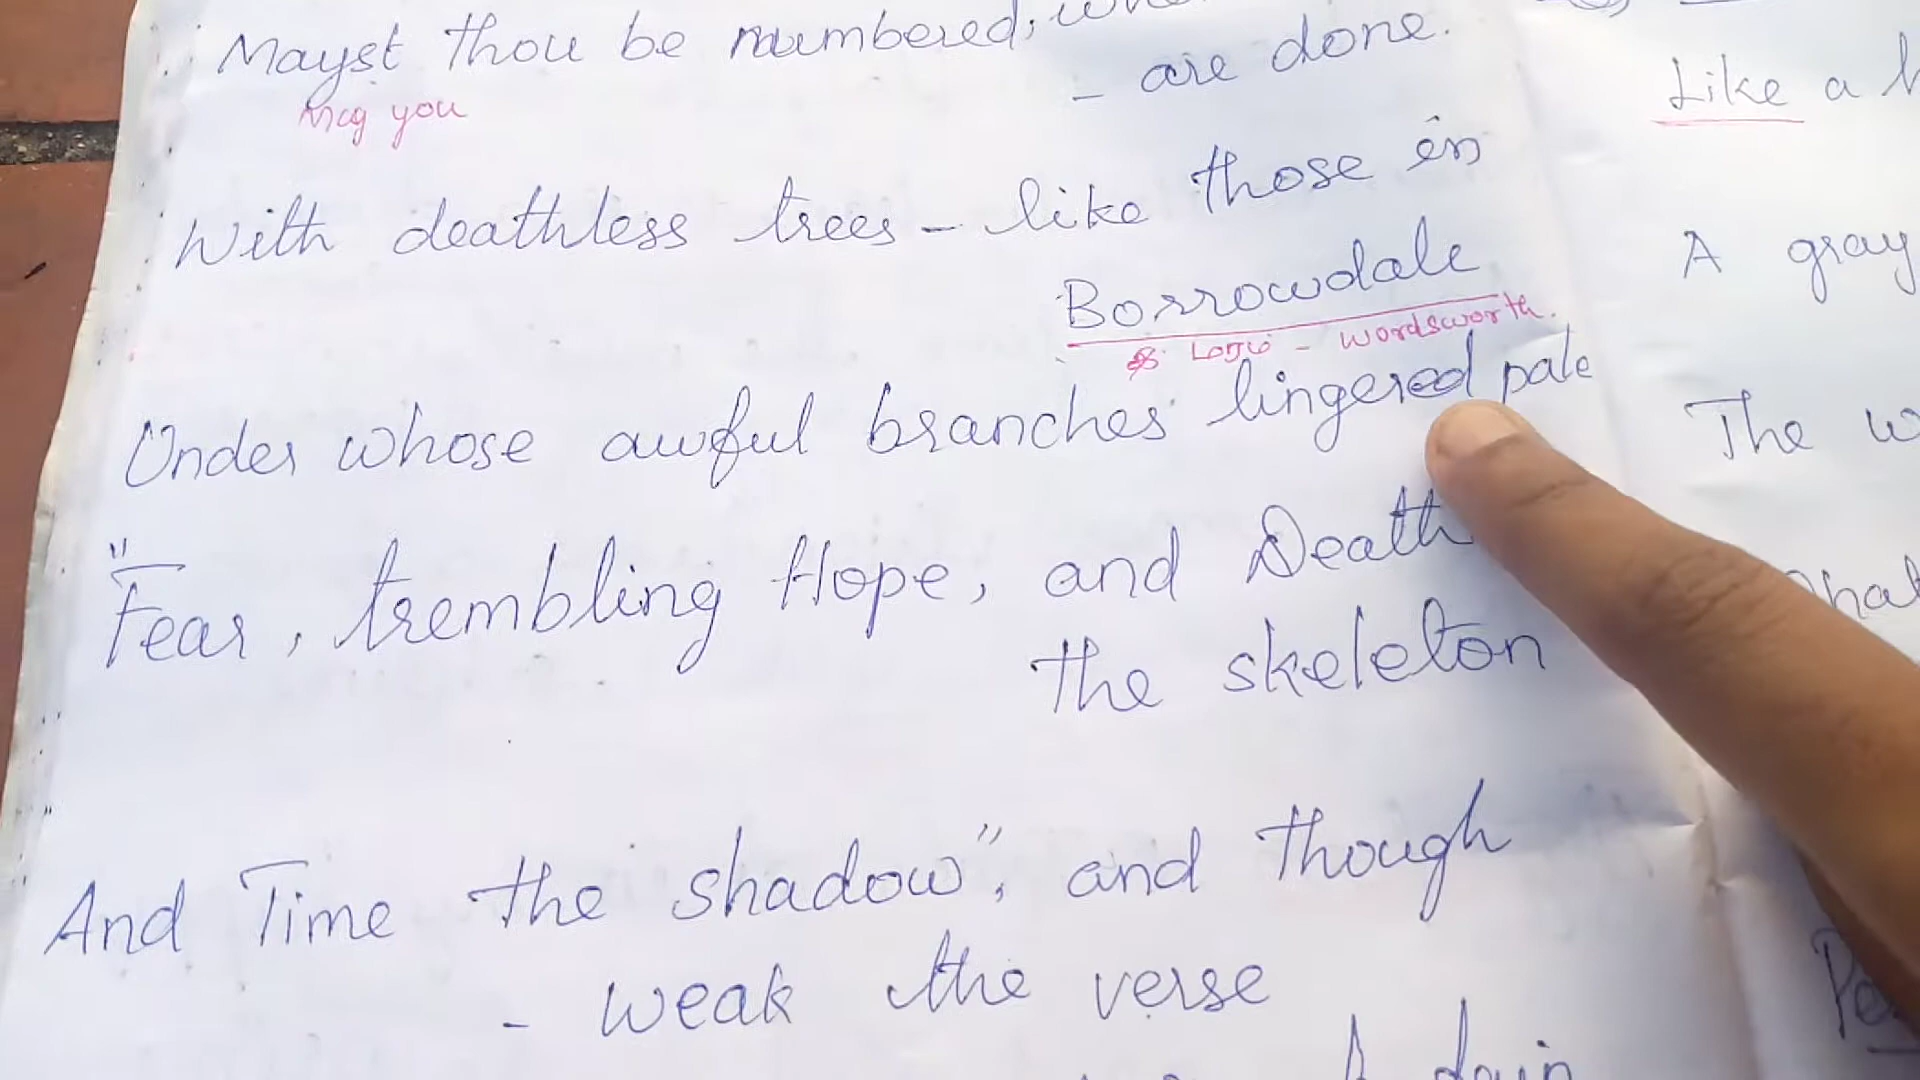 Mayst thou be numbered; when
- are done.
May you
With deathless trees - like those in
Borrowdale
மரம் - Wordsworth.
Under whose awful branches lingered pale
"Fear, trembling Hope, and Death
the skeleton
And Time the shadow", and though
- weak the verse
Like a
A gray
The